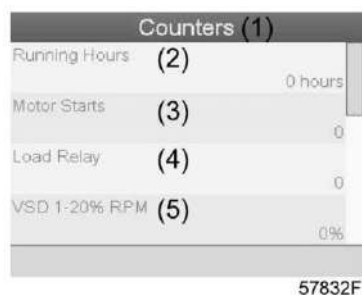 Counters (1)
Running Hours (2)
0 hours
Motor Starts (3)
0
Load Relay (4)
0
VSD 1-20% RPM (5)
0%
57832F